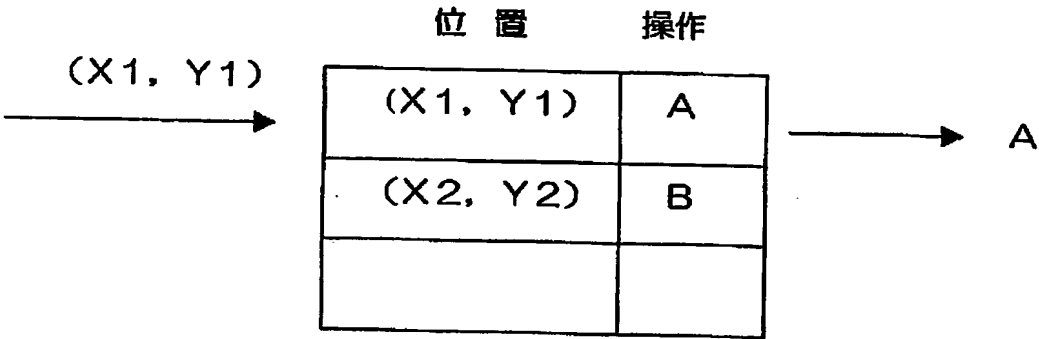 位置 操作
(X1, Y1)
(X1, Y1) A
A
(X2, Y2) B